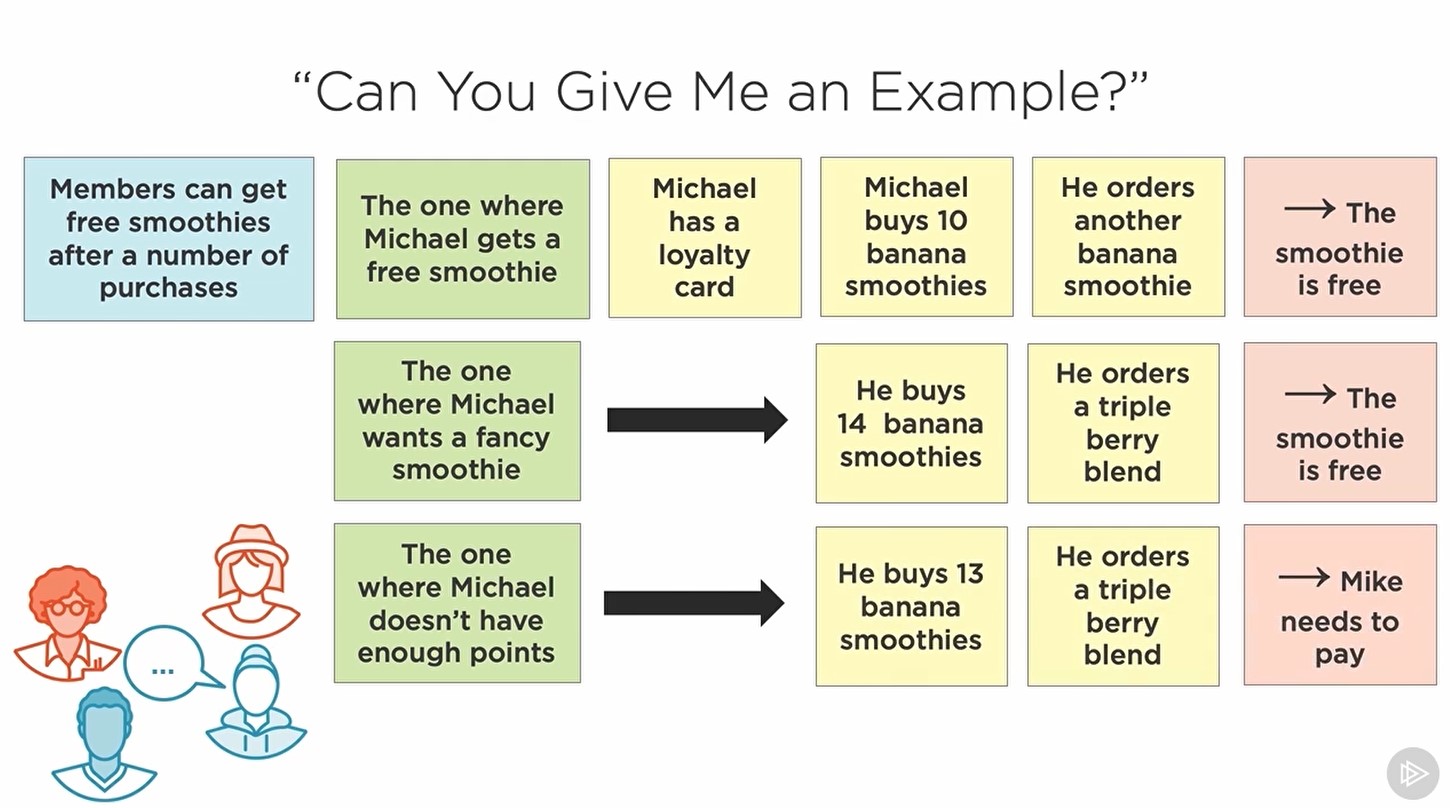 “Can You Give Me an Example?”
Members can get
free smoothies
after a number of
purchases
The one where
Michael gets a
free smoothie
Michael
has a
loyalty
card
Michael
buys 10
banana
smoothies
He orders
another
banana
smoothie
→ The
smoothie
is free
The one
where Michael
wants a fancy
smoothie
He buys
14 banana
smoothies
He orders
a triple
berry
blend
→ The
smoothie
is free
The one
where Michael
doesn’t have
enough points
He buys 13
banana
smoothies
He orders
a triple
berry
blend
→ Mike
needs to
pay
...